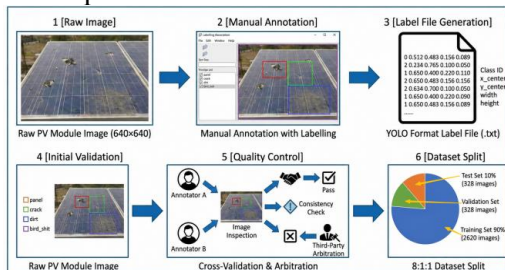 1 [Raw Image]
Raw PV Module Image (640×640)
2 [Manual Annotation]
Manual Annotation with Labelling
3 [Label File Generation]
0 0.512 0.483 0.156 0.089
2 0.234 0.765 0.100 0.050
1 0.650 0.400 0.220 0.110
2 0.650 0.483 0.156 0.156
2 0.634 0.700 0.100 0.050
1 0.650 0.400 0.220 0.090
1 0.650 0.483 0.156 0.089
Class ID
x_center
y_center
width
height
YOLO Format Label File (.txt)
4 [Initial Validation]
panel
crack
dirt
bird_shit
Raw PV Module Image
5 [Quality Control]
Annotator A
Annotator B
Image
Inspection
Pass
Consistency
Check
Third-Party
Arbitration
Cross-Validation & Arbitration
6 [Dataset Split]
Test Set 10%
(328 images)
Validation Set
(328 images)
Training Set 90%
(2620 images)
8:1:1 Dataset Split